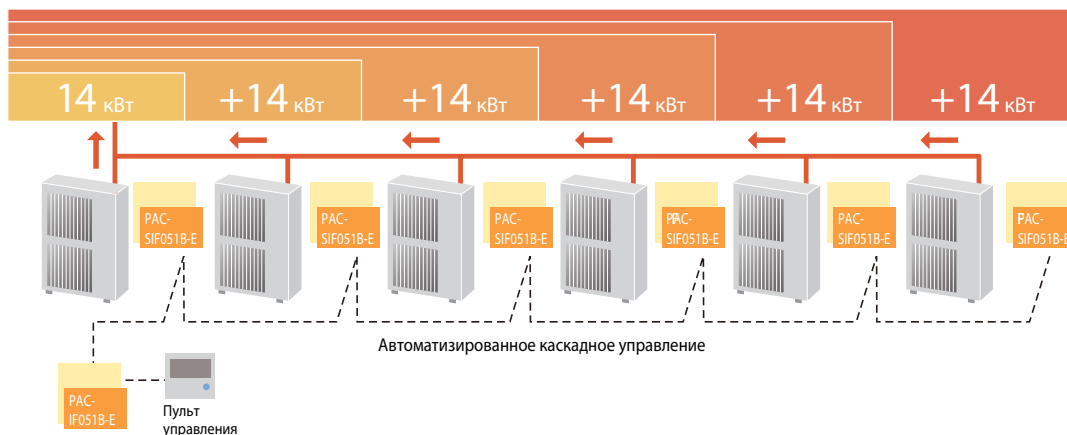 14 кВт +14 кВт +14 кВт +14 кВт +14 кВт +14 кВт
PAC-
SIF051B-E
PAC-
SIF051B-E
PAC-
SIF051B-E
PAC-
SIF051B-E
PAC-
SIF051B-E
PAC-
SIF051B-E
Автоматизированное каскадное управление
PAC-
IF051B-E
Пульт
управления